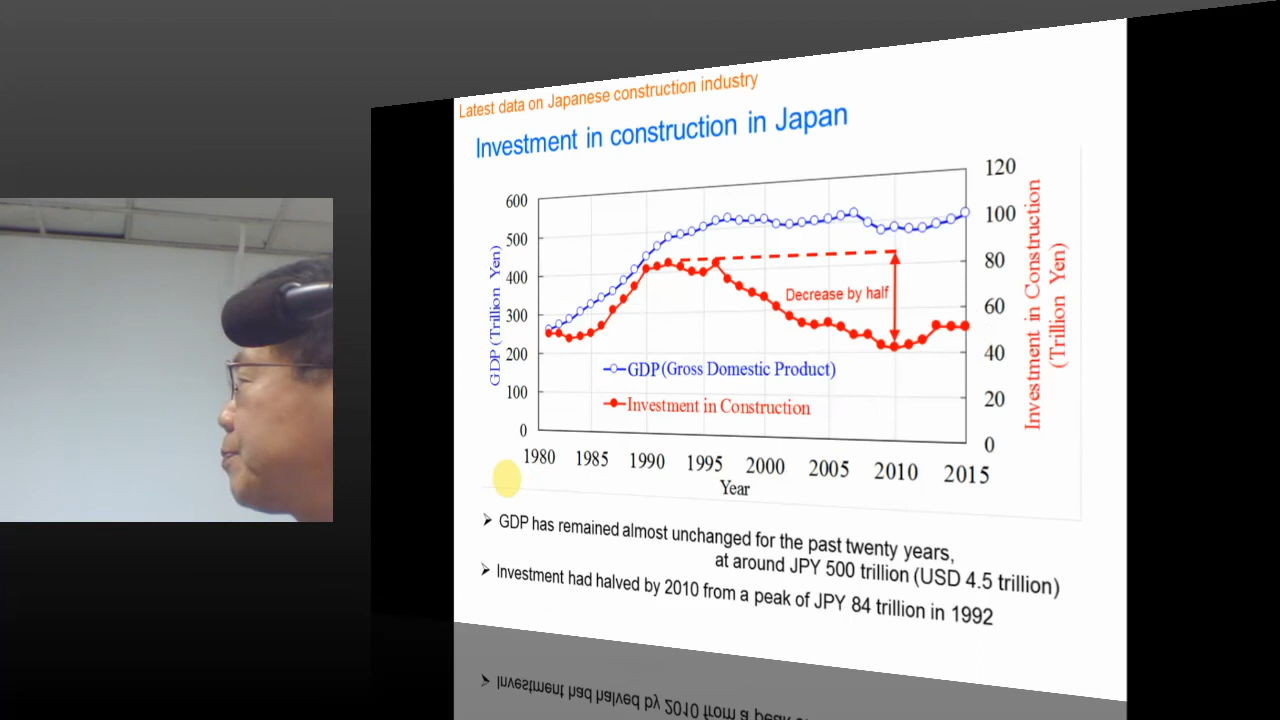 Latest data on Japanese construction industry
Investment in construction in Japan
600
500
400
300
200
100
0
GDP (Trillion Yen)
120
100
80
60
40
20
0
Investment in Construction
(Trillion Yen)
Decrease by half
GDP(Gross Domestic Product)
Investment in Construction
1980 1985 1990 1995 2000 2005 2010 2015
Year
➢ GDP has remained almost unchanged for the past twenty years,
at around JPY 500 trillion (USD 4.5 trillion)
➢ Investment had halved by 2010 from a peak of JPY 84 trillion in 1992